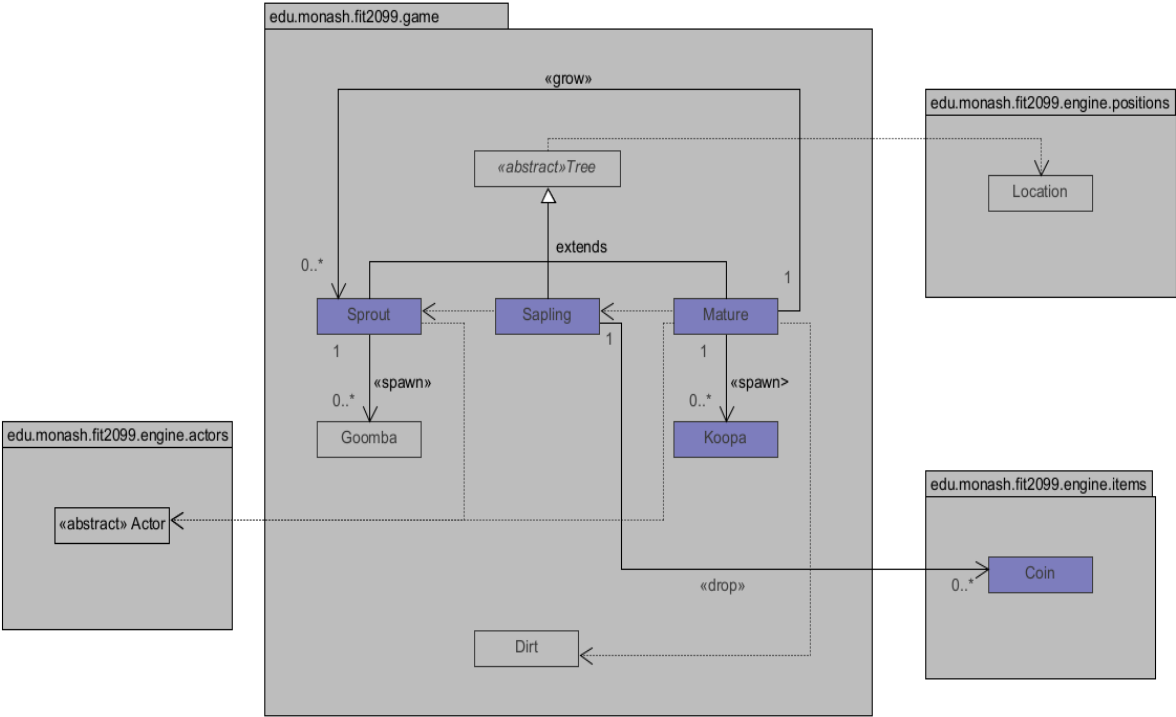 edu.monash.fit2099.game
«grow»
edu.monash.fit2099.engine.positions
«abstract»Tree
Location
extends
0..*
1
Sprout
Sapling
Mature
1
1
1
«spawn»
«spawn>
0..*
0..*
Goomba
Koopa
edu.monash.fit2099.engine.actors
«abstract» Actor
edu.monash.fit2099.engine.items
Coin
0..*
«drop»
Dirt